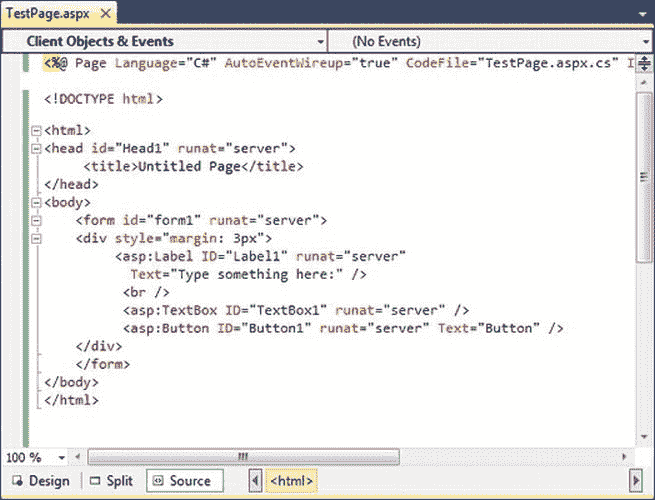 TestPage.aspx
Client Objects & Events (No Events)
<%@ Page Language="C#" AutoEventWireup="true" CodeFile="TestPage.aspx.cs" I
<!DOCTYPE html>
<html>
<head id="Head1" runat="server">
<title>Untitled Page</title>
</head>
<body>
<form id="form1" runat="server">
<div style="margin: 3px">
<asp:Label ID="Label1" runat="server"
Text="Type something here:" />
<br />
<asp:TextBox ID="TextBox1" runat="server" />
<asp:Button ID="Button1" runat="server" Text="Button" />
</div>
</form>
</body>
</html>
100 %
Design Split Source <html>